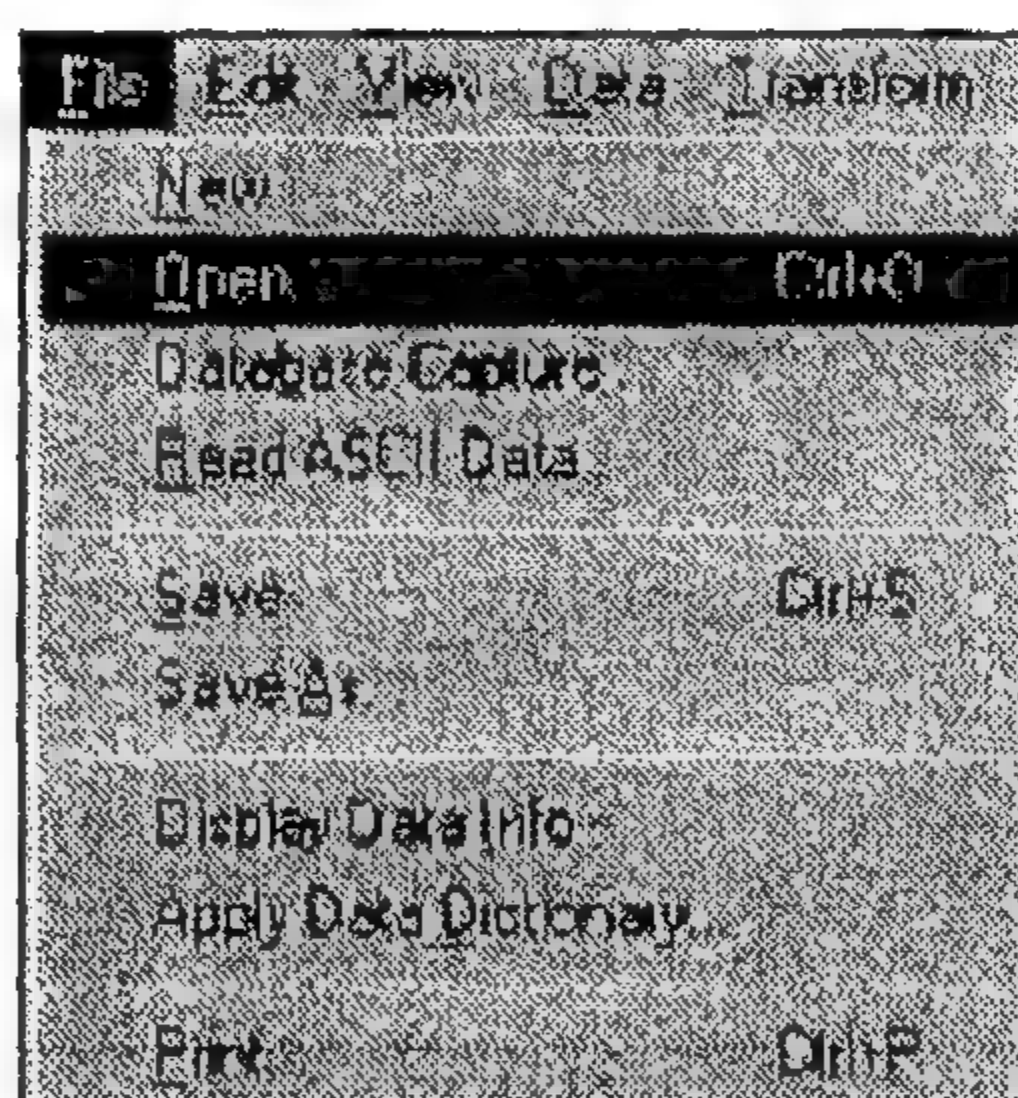 File Edit View Data Transform
New
Open... Ctrl+O
Database Capture...
Read ASCII Data...
Save Ctrl+S
Save As...
Display Data Info...
Apply Data Dictionary...
Print... Ctrl+P